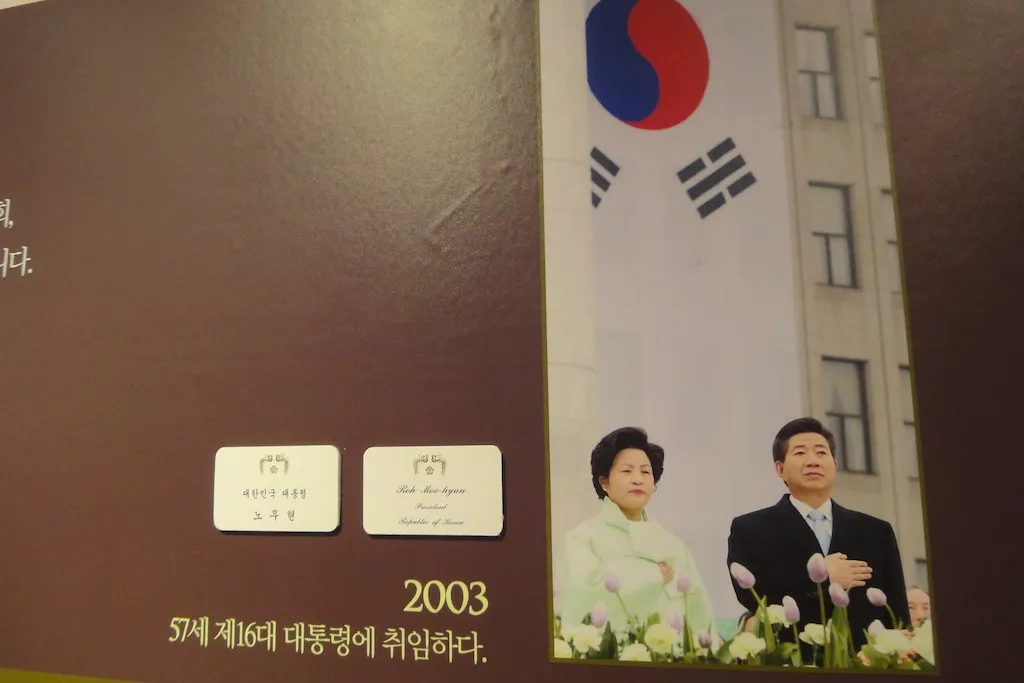 니다.
대한민국 대통령
노무현
Roh Moo-hyun
President
Republic of Korea
2003
57세 제16대 대통령에 취임하다.